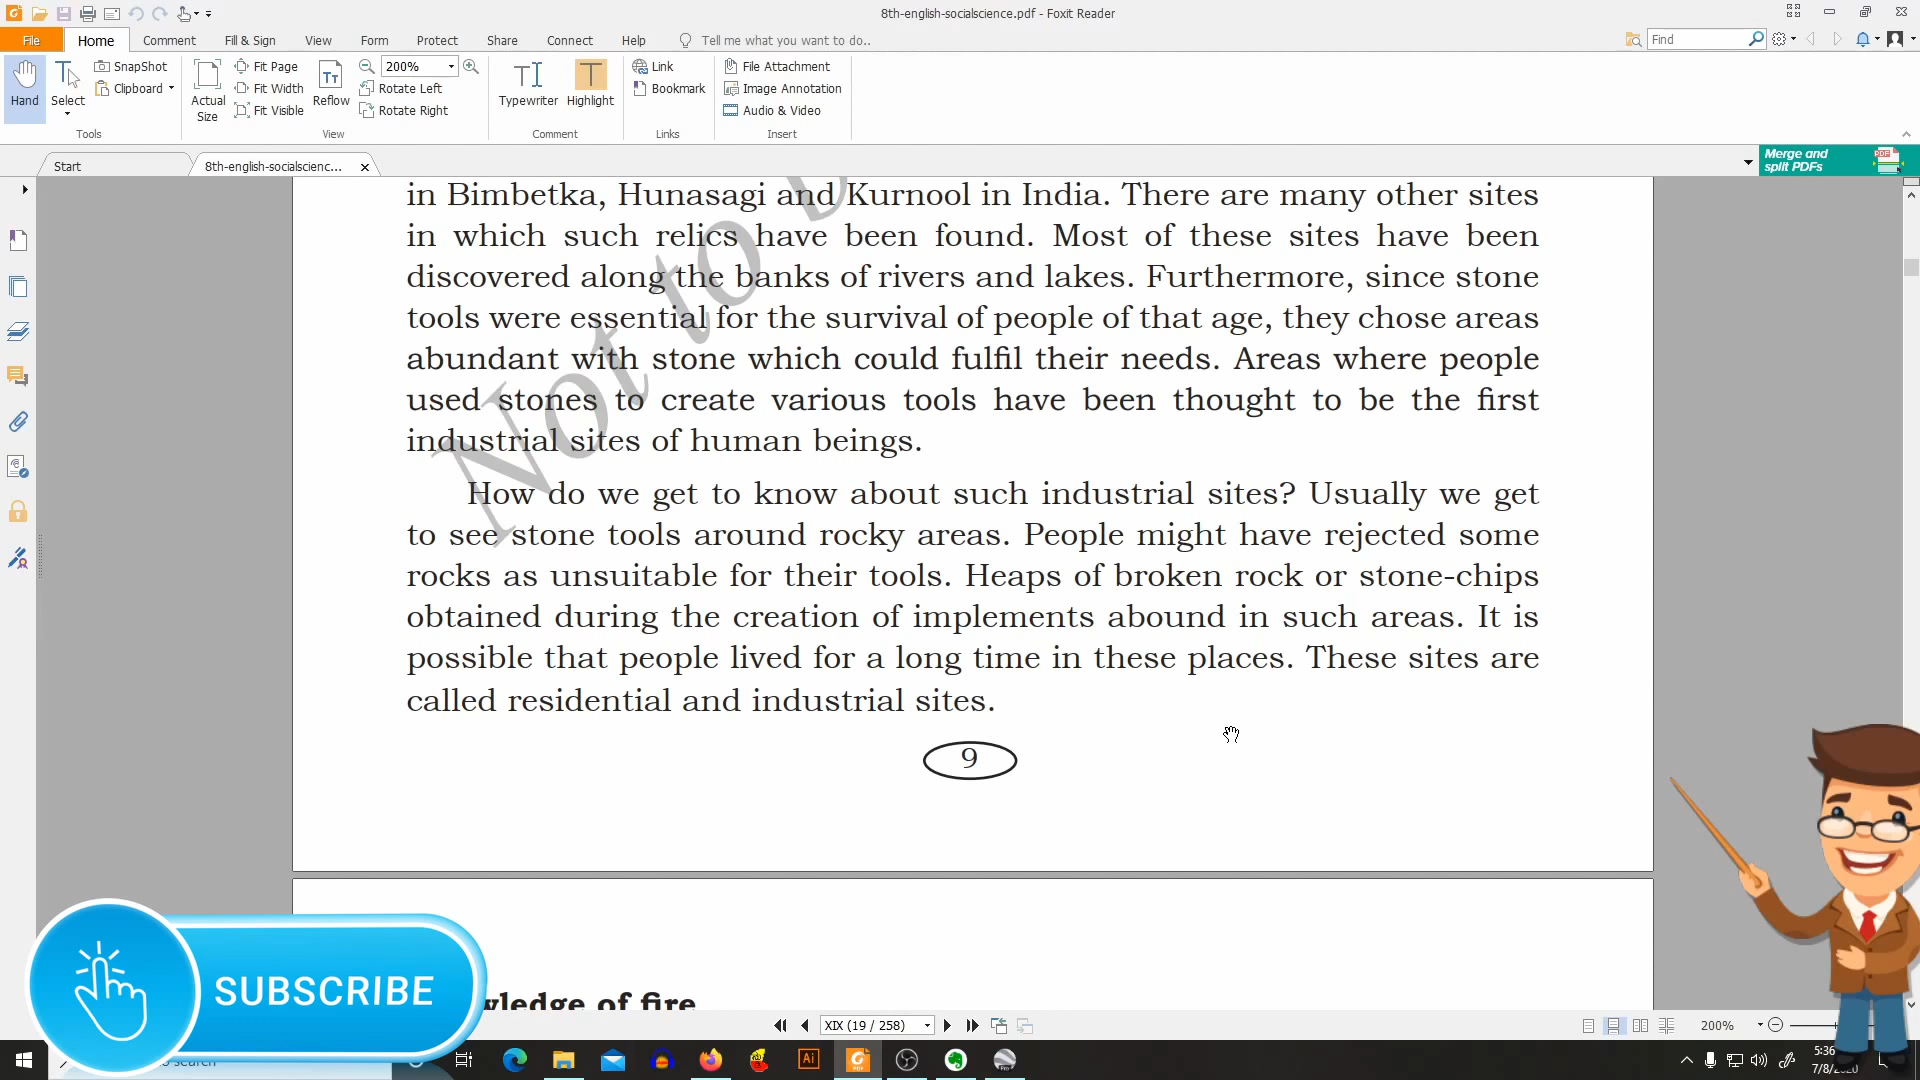 8th-english-socialscience.pdf - Foxit Reader
File Home Comment Fill & Sign View Form Protect Share Connect Help Tell me what you want to do.. Find
Hand
Select
SnapShot
Clipboard
Tools
Actual Size
Fit Page
Fit Width
Fit Visible
Reflow
200%
Rotate Left
Rotate Right
View
Typewriter
Highlight
Comment
Link
Bookmark
Links
File Attachment
Image Annotation
Audio & Video
Insert
Start
8th-english-socialscienc...
Merge and
split PDFs
in Bimbetka, Hunasagi and Kurnool in India. There are many other sites
in which such relics have been found. Most of these sites have been
discovered along the banks of rivers and lakes. Furthermore, since stone
tools were essential for the survival of people of that age, they chose areas
abundant with stone which could fulfil their needs. Areas where people
used stones to create various tools have been thought to be the first
industrial sites of human beings.
How do we get to know about such industrial sites? Usually we get
to see stone tools around rocky areas. People might have rejected some
rocks as unsuitable for their tools. Heaps of broken rock or stone-chips
obtained during the creation of implements abound in such areas. It is
possible that people lived for a long time in these places. These sites are
called residential and industrial sites.
9
Not to
wledge of fire
SUBSCRIBE
XIX (19 / 258)
200%
o search
Ai
5:36
7/8/2020